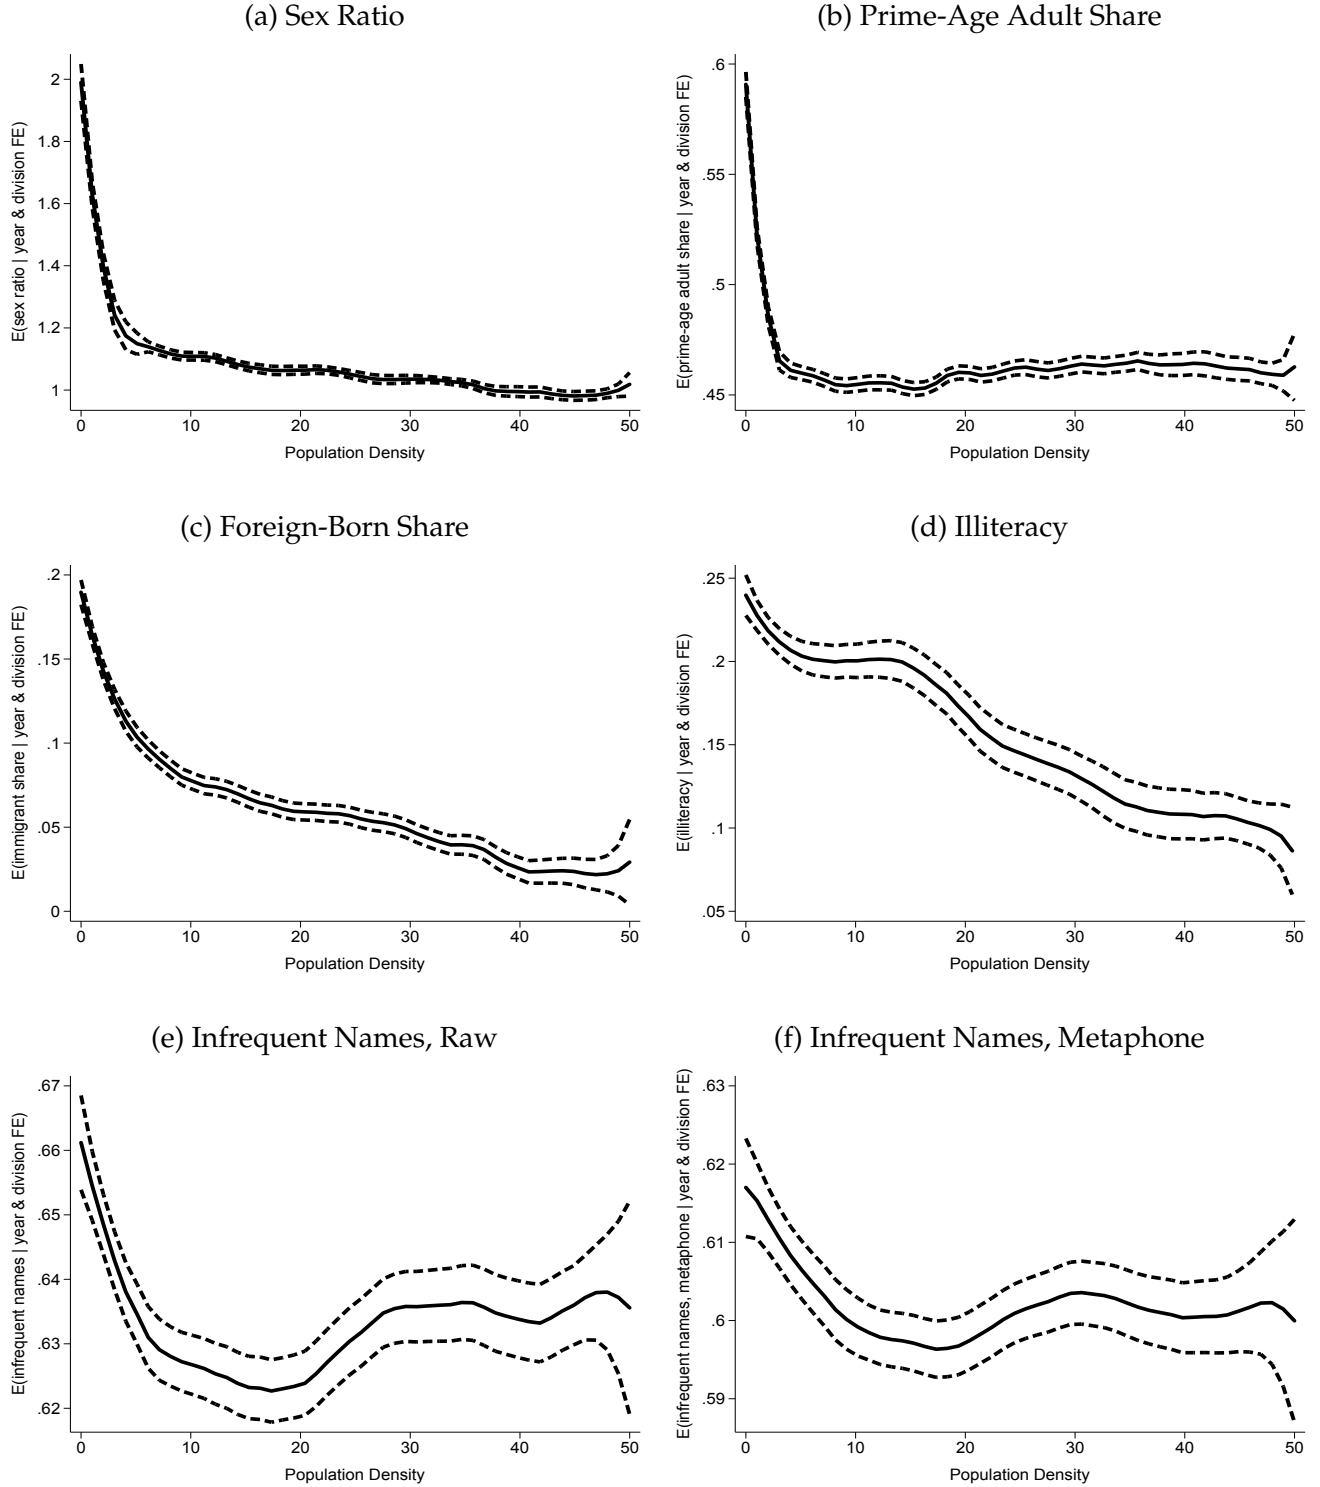 (a) Sex Ratio
E(sex ratio | year & division FE)
2
1.8
1.6
1.4
1.2
1
0 10 20 30 40 50
Population Density
(b) Prime-Age Adult Share
E(prime-age adult share | year & division FE)
.6
.55
.5
.45
0 10 20 30 40 50
Population Density
(c) Foreign-Born Share
E(immigrant share | year & division FE)
.2
.15
.1
.05
0
0 10 20 30 40 50
Population Density
(d) Illiteracy
E(illiteracy | year & division FE)
.25
.2
.15
.1
.05
0 10 20 30 40 50
Population Density
(e) Infrequent Names, Raw
E(infrequent names | year & division FE)
.67
.66
.65
.64
.63
.62
0 10 20 30 40 50
Population Density
(f) Infrequent Names, Metaphone
E(infrequent names, metaphone | year & division FE)
.63
.62
.61
.6
.59
0 10 20 30 40 50
Population Density